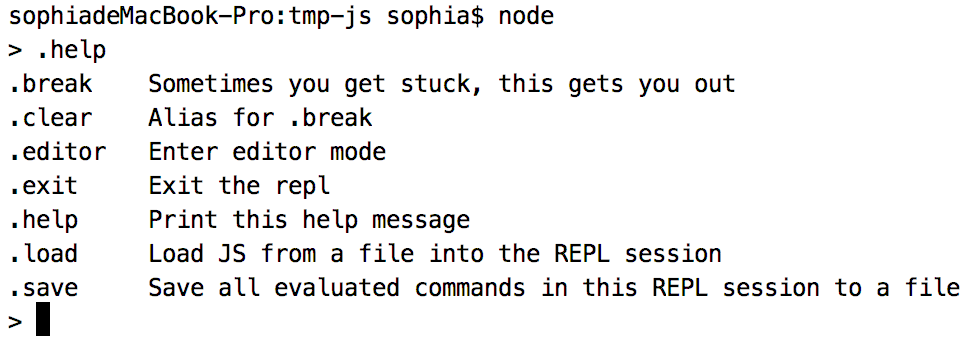 sophiadeMacBook-Pro:tmp-js sophia$ node
> .help
.break    Sometimes you get stuck, this gets you out
.clear    Alias for .break
.editor   Enter editor mode
.exit     Exit the repl
.help     Print this help message
.load     Load JS from a file into the REPL session
.save     Save all evaluated commands in this REPL session to a file
>